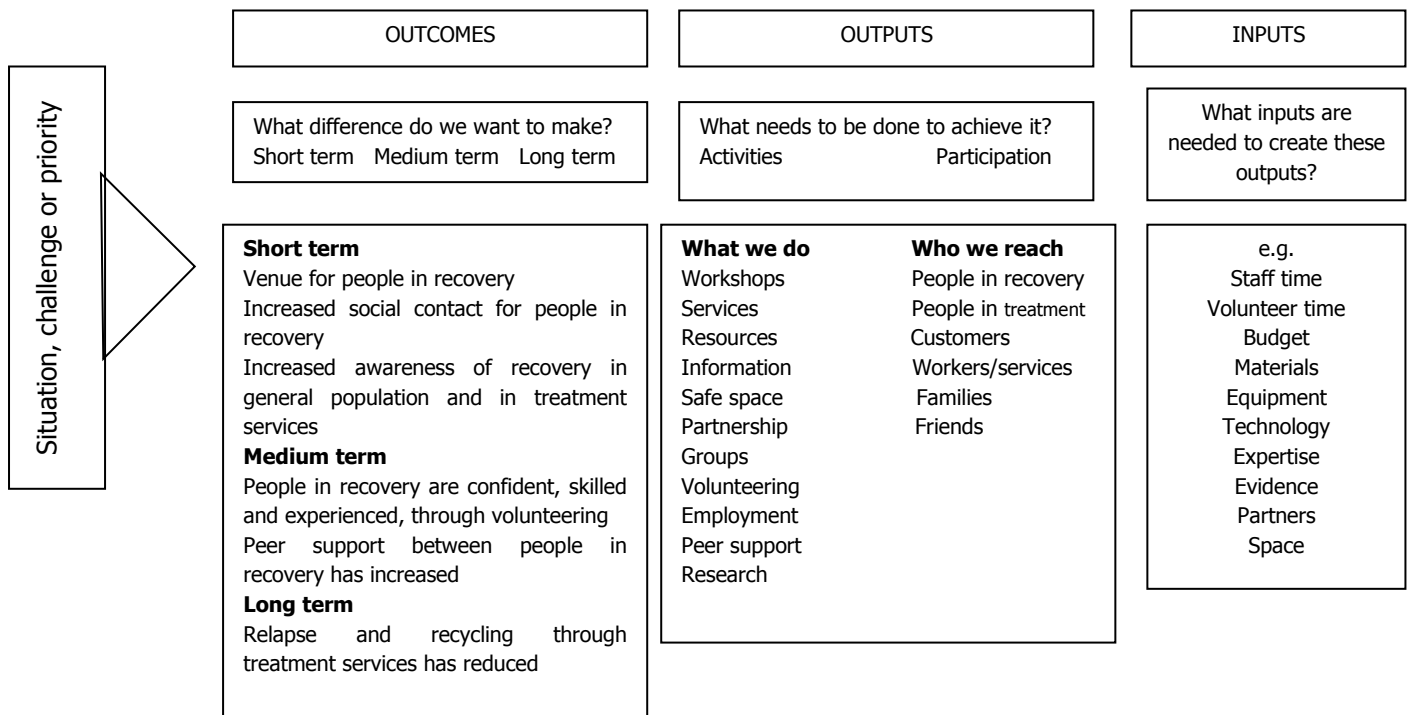 Situation, challenge or priority
OUTCOMES
What difference do we want to make?
Short term Medium term Long term
Short term
Venue for people in recovery
Increased social contact for people in
recovery
Increased awareness of recovery in
general population and in treatment
services
Medium term
People in recovery are confident, skilled
and experienced, through volunteering
Peer support between people in
recovery has increased
Long term
Relapse and recycling through
treatment services has reduced
OUTPUTS
What needs to be done to achieve it?
Activities Participation
What we do
Workshops
Services
Resources
Information
Safe space
Partnership
Groups
Volunteering
Employment
Peer support
Research
Who we reach
People in recovery
People in treatment
Customers
Workers/services
Families
Friends
INPUTS
What inputs are
needed to create these
outputs?
e.g.
Staff time
Volunteer time
Budget
Materials
Equipment
Technology
Expertise
Evidence
Partners
Space